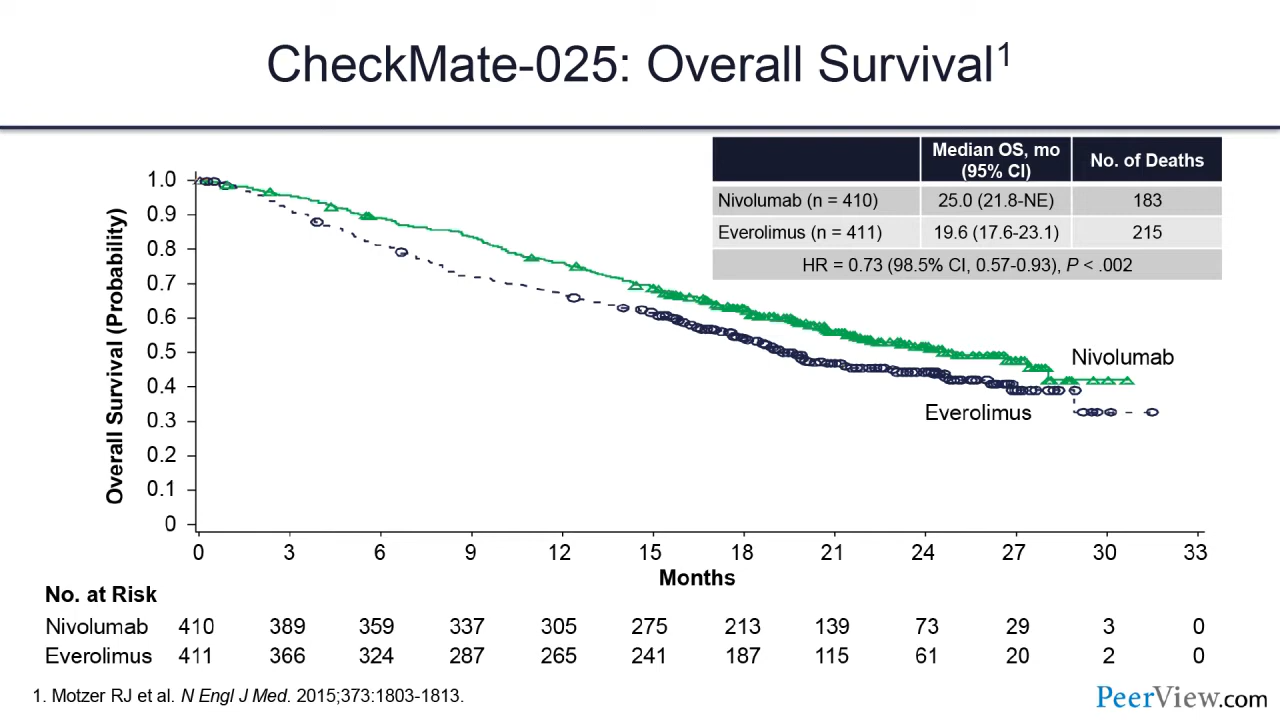 CheckMate-025: Overall Survival1
Median OS, mo (95% CI) No. of Deaths
Nivolumab (n = 410) 25.0 (21.8-NE) 183
Everolimus (n = 411) 19.6 (17.6-23.1) 215
HR = 0.73 (98.5% CI, 0.57-0.93), P < .002
Overall Survival (Probability)
1.0
0.9
0.8
0.7
0.6
0.5
0.4
0.3
0.2
0.1
0
Nivolumab
Everolimus
0 3 6 9 12 15 18 21 24 27 30 33
Months
No. at Risk
Nivolumab 410 389 359 337 305 275 213 139 73 29 3 0
Everolimus 411 366 324 287 265 241 187 115 61 20 2 0
1. Motzer RJ et al. N Engl J Med. 2015;373:1803-1813.
PeerView.com